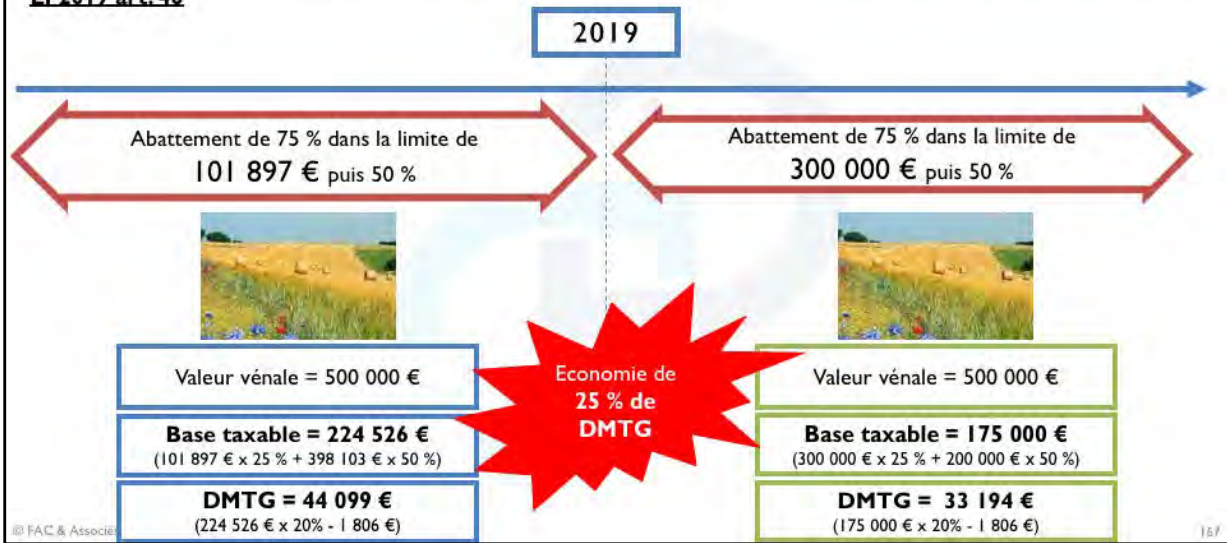 2019
Abattement de 75 % dans la limite de
101 897 € puis 50 %
Abattement de 75 % dans la limite de
300 000 € puis 50 %
Valeur vénale = 500 000 €
Base taxable = 224 526 €
(101 897 € x 25 % + 398 103 € x 50 %)
DMTG = 44 099 €
(224 526 € x 20% - 1 806 €)
Economie de
25 % de
DMTG
Valeur vénale = 500 000 €
Base taxable = 175 000 €
(300 000 € x 25 % + 200 000 € x 50 %)
DMTG = 33 194 €
(175 000 € x 20% - 1 806 €)
© FAC & Associés
167